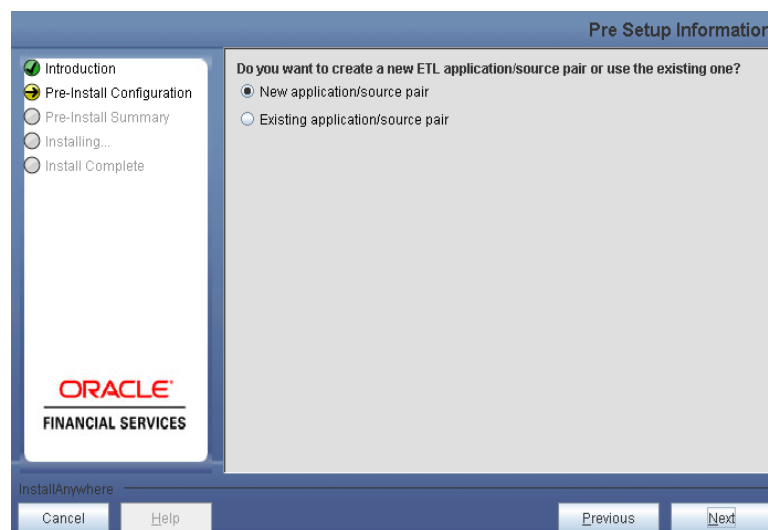 Pre Setup Information
Introduction
Pre-Install Configuration
Pre-Install Summary
Installing...
Install Complete
Do you want to create a new ETL application/source pair or use the existing one?
New application/source pair
Existing application/source pair
ORACLE
FINANCIAL SERVICES
InstallAnywhere
Cancel
Help
Previous
Next